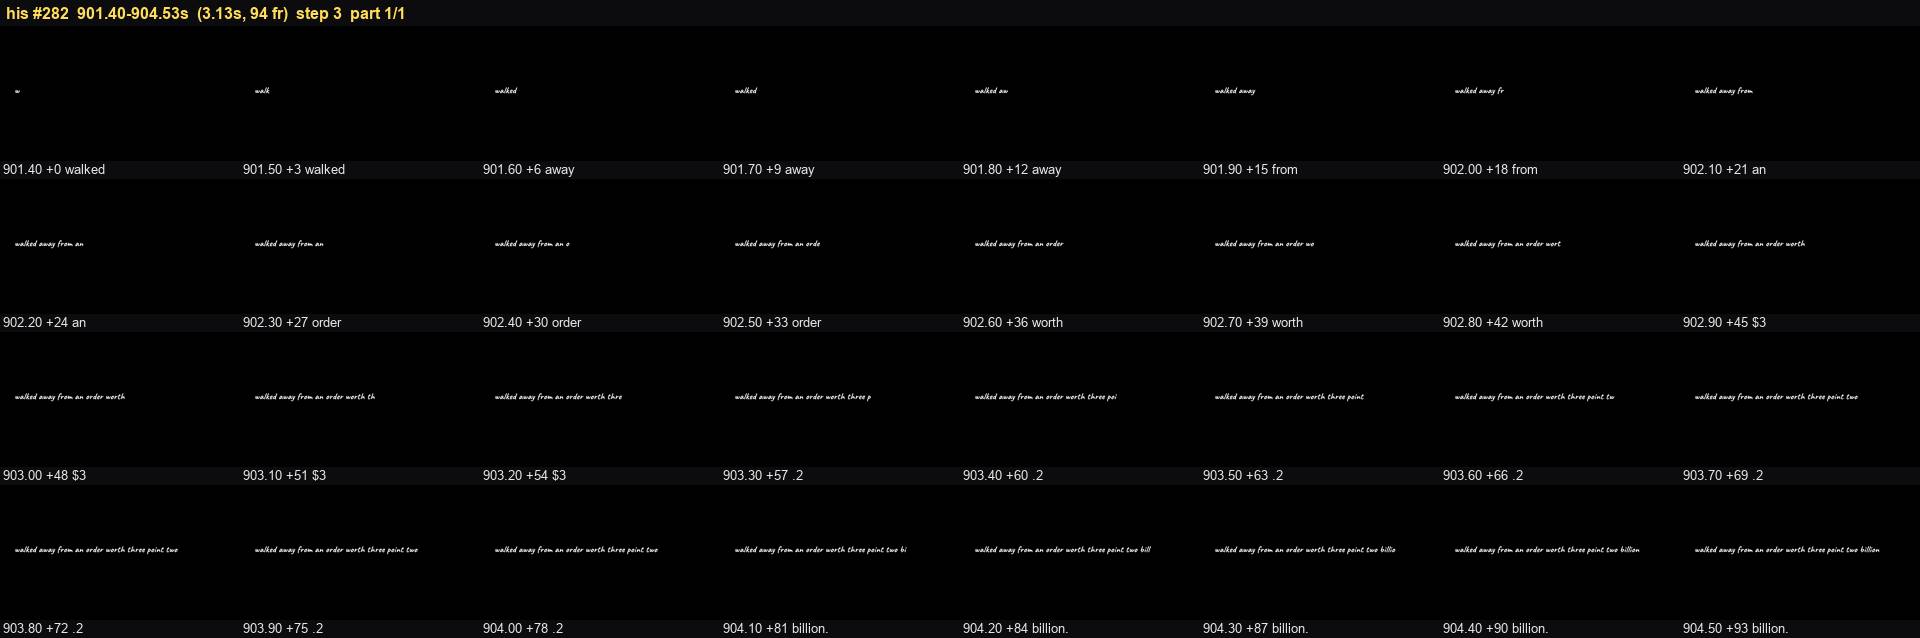 his #282 901.40-904.53s (3.13s, 94 fr) step 3 part 1/1
w walk walked walked walked aw walked away walked away fr walked away from
901.40 +0 walked 901.50 +3 walked 901.60 +6 away 901.70 +9 away 901.80 +12 away 901.90 +15 from 902.00 +18 from 902.10 +21 an
walked away from an walked away from an walked away from an o walked away from an orde walked away from an order walked away from an order wo walked away from an order wort walked away from an order worth
902.20 +24 an 902.30 +27 order 902.40 +30 order 902.50 +33 order 902.60 +36 worth 902.70 +39 worth 902.80 +42 worth 902.90 +45 $3
walked away from an order worth walked away from an order worth th walked away from an order worth thre walked away from an order worth three p walked away from an order worth three poi walked away from an order worth three point walked away from an order worth three point tw walked away from an order worth three point two
903.00 +48 $3 903.10 +51 $3 903.20 +54 $3 903.30 +57 .2 903.40 +60 .2 903.50 +63 .2 903.60 +66 .2 903.70 +69 .2
walked away from an order worth three point two walked away from an order worth three point two walked away from an order worth three point two walked away from an order worth three point two bi walked away from an order worth three point two bill walked away from an order worth three point two billio walked away from an order worth three point two billion walked away from an order worth three point two billion
903.80 +72 .2 903.90 +75 .2 904.00 +78 .2 904.10 +81 billion. 904.20 +84 billion. 904.30 +87 billion. 904.40 +90 billion. 904.50 +93 billion.